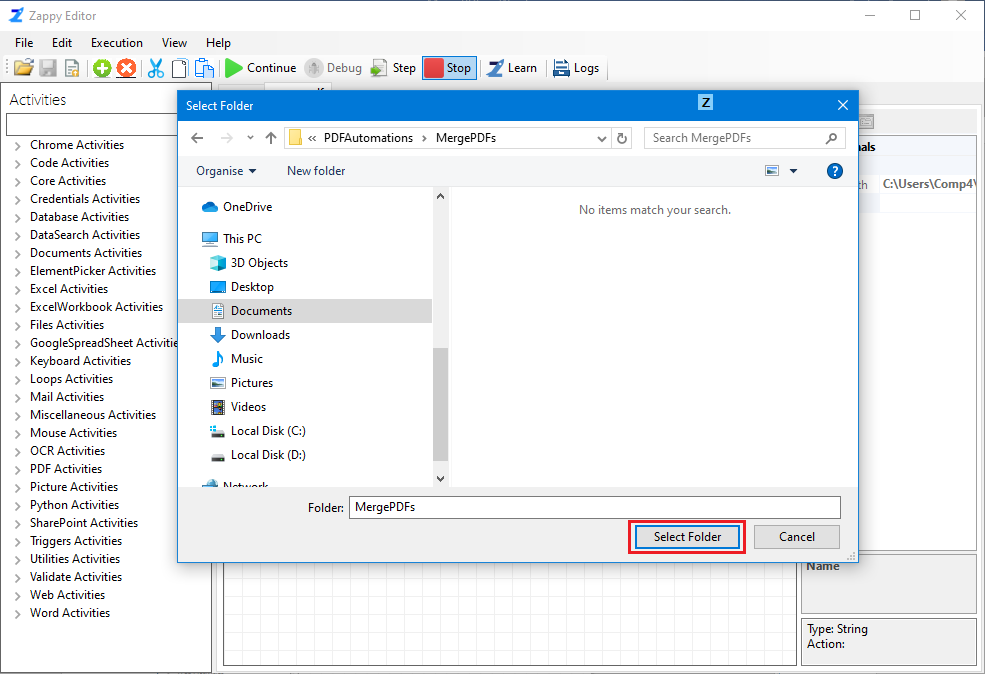 Zappy Editor
File Edit Execution View Help
Continue Debug Step Stop Learn Logs
Activities
Chrome Activities
Code Activities
Core Activities
Credentials Activities
Database Activities
DataSearch Activities
Documents Activities
ElementPicker Activities
Excel Activities
ExcelWorkbook Activities
Files Activities
GoogleSpreadSheet Activitie
Keyboard Activities
Loops Activities
Mail Activities
Miscellaneous Activities
Mouse Activities
OCR Activities
PDF Activities
Picture Activities
Python Activities
SharePoint Activities
Triggers Activities
Utilities Activities
Validate Activities
Web Activities
Word Activities
Select Folder
Z
« PDFAutomations › MergePDFs
Search MergePDFs
Organise New folder
?
OneDrive
This PC
3D Objects
Desktop
Documents
Downloads
Music
Pictures
Videos
Local Disk (C:)
Local Disk (D:)
Network
No items match your search.
Folder: MergePDFs
Select Folder Cancel
als
th C:\Users\Comp4\
Name
Type: String
Action: